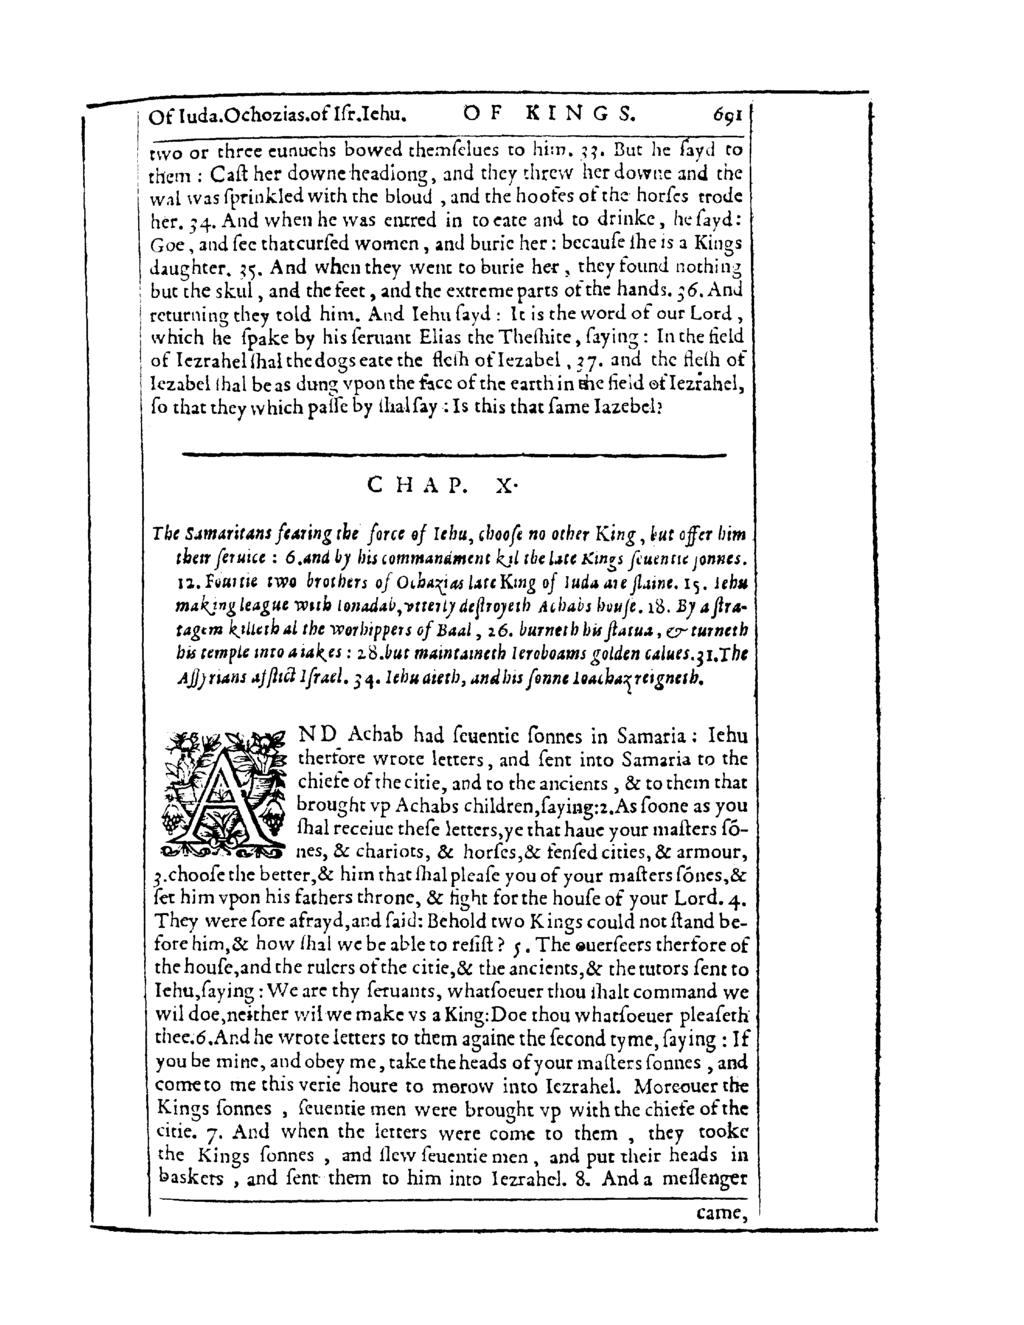 Of Iuda.Ochozias.of Iſr.Iehu. OF KINGS. 691
two or three eunuchs bowed themſelues to him. 33. But he ſayd to
them : Caſt her downe headlong, and they threw her downe and the
wal was ſprinkled with the bloud , and the hoofes of the horſes trode
her. 34. And when he was entred in to eate and to drinke, he ſayd:
Goe, and ſee that curſed women, and burie her : becauſe ſhe is a Kings
daughter. 35. And when they went to burie her , they found nothing
but the skul, and the feet, and the extreme parts of the hands. 36. And
returning they told him. And Iehu ſayd : It is the word of our Lord ,
which he ſpake by his ſeruant Elias the Theſbite, ſaying : In the field
of Iezrahel ſhal the dogs eate the fleſh of Iezabel , 37. and the fleſh of
Iezabel ſhal be as dung vpon the face of the earth in the field of Iezrahel,
ſo that they which paſſe by ſhal ſay : Is this that ſame Iazebel?
CHAP. X.
The Samaritans fearing the force of Iehu, chooſe no other King, but offer him
their ſeruice : 6. and by his commandment kil the late Kings ſeuentie ſonnes.
12. Fourtie two brothers of Ochazias late King of Iuda are ſlaine. 15. Iehu
making league with Ionadab, vtterly deſtroyeth Achabs houſe. 18. By a ſtra-
tagem killeth al the worhippers of Baal , 26. burneth his ſtatua , & turneth
his temple into a iakes : 28. but maintaineth Ieroboams golden calues. 31. The
Aſſyrians afflict Iſrael. 34. Iehu dieth, and his ſonne Ioachaz reigneth.
AND Achab had ſeuentie ſonnes in Samaria : Iehu
therfore wrote letters, and ſent into Samaria to the
chiefe of the citie, and to the ancients , & to them that
brought vp Achabs children, ſaying: 2. As ſoone as you
ſhal receiue theſe letters, ye that haue your maſters ſō-
nes, & chariots, & horſes, & fenſed cities, & armour,
3. chooſe the better, & him that ſhal pleaſe you of your maſters ſōnes, &
ſet him vpon his fathers throne, & fight for the houſe of your Lord. 4.
They were ſore afrayd, and ſaid: Behold two Kings could not ſtand be-
fore him, & how ſhal we be able to reſiſt ? 5. The ouerſeers therfore of
the houſe, and the rulers of the citie, & the ancients, & the tutors ſent to
Iehu, ſaying : We are thy ſeruants, whatſoeuer thou ſhalt command we
wil doe, neither wil we make vs a King: Doe thou whatſoeuer pleaſeth
thee. 6. And he wrote letters to them againe the ſecond tyme, ſaying : If
you be mine, and obey me, take the heads of your maſters ſonnes , and
come to me this verie houre to morow into Iezrahel. Moreouer the
Kings ſonnes , ſeuentie men were brought vp with the chiefe of the
citie. 7. And when the letters were come to them , they tooke
the Kings ſonnes , and ſlew ſeuentie men, and put their heads in
baskets , and ſent them to him into Iezrahel. 8. And a meſſenger
came,